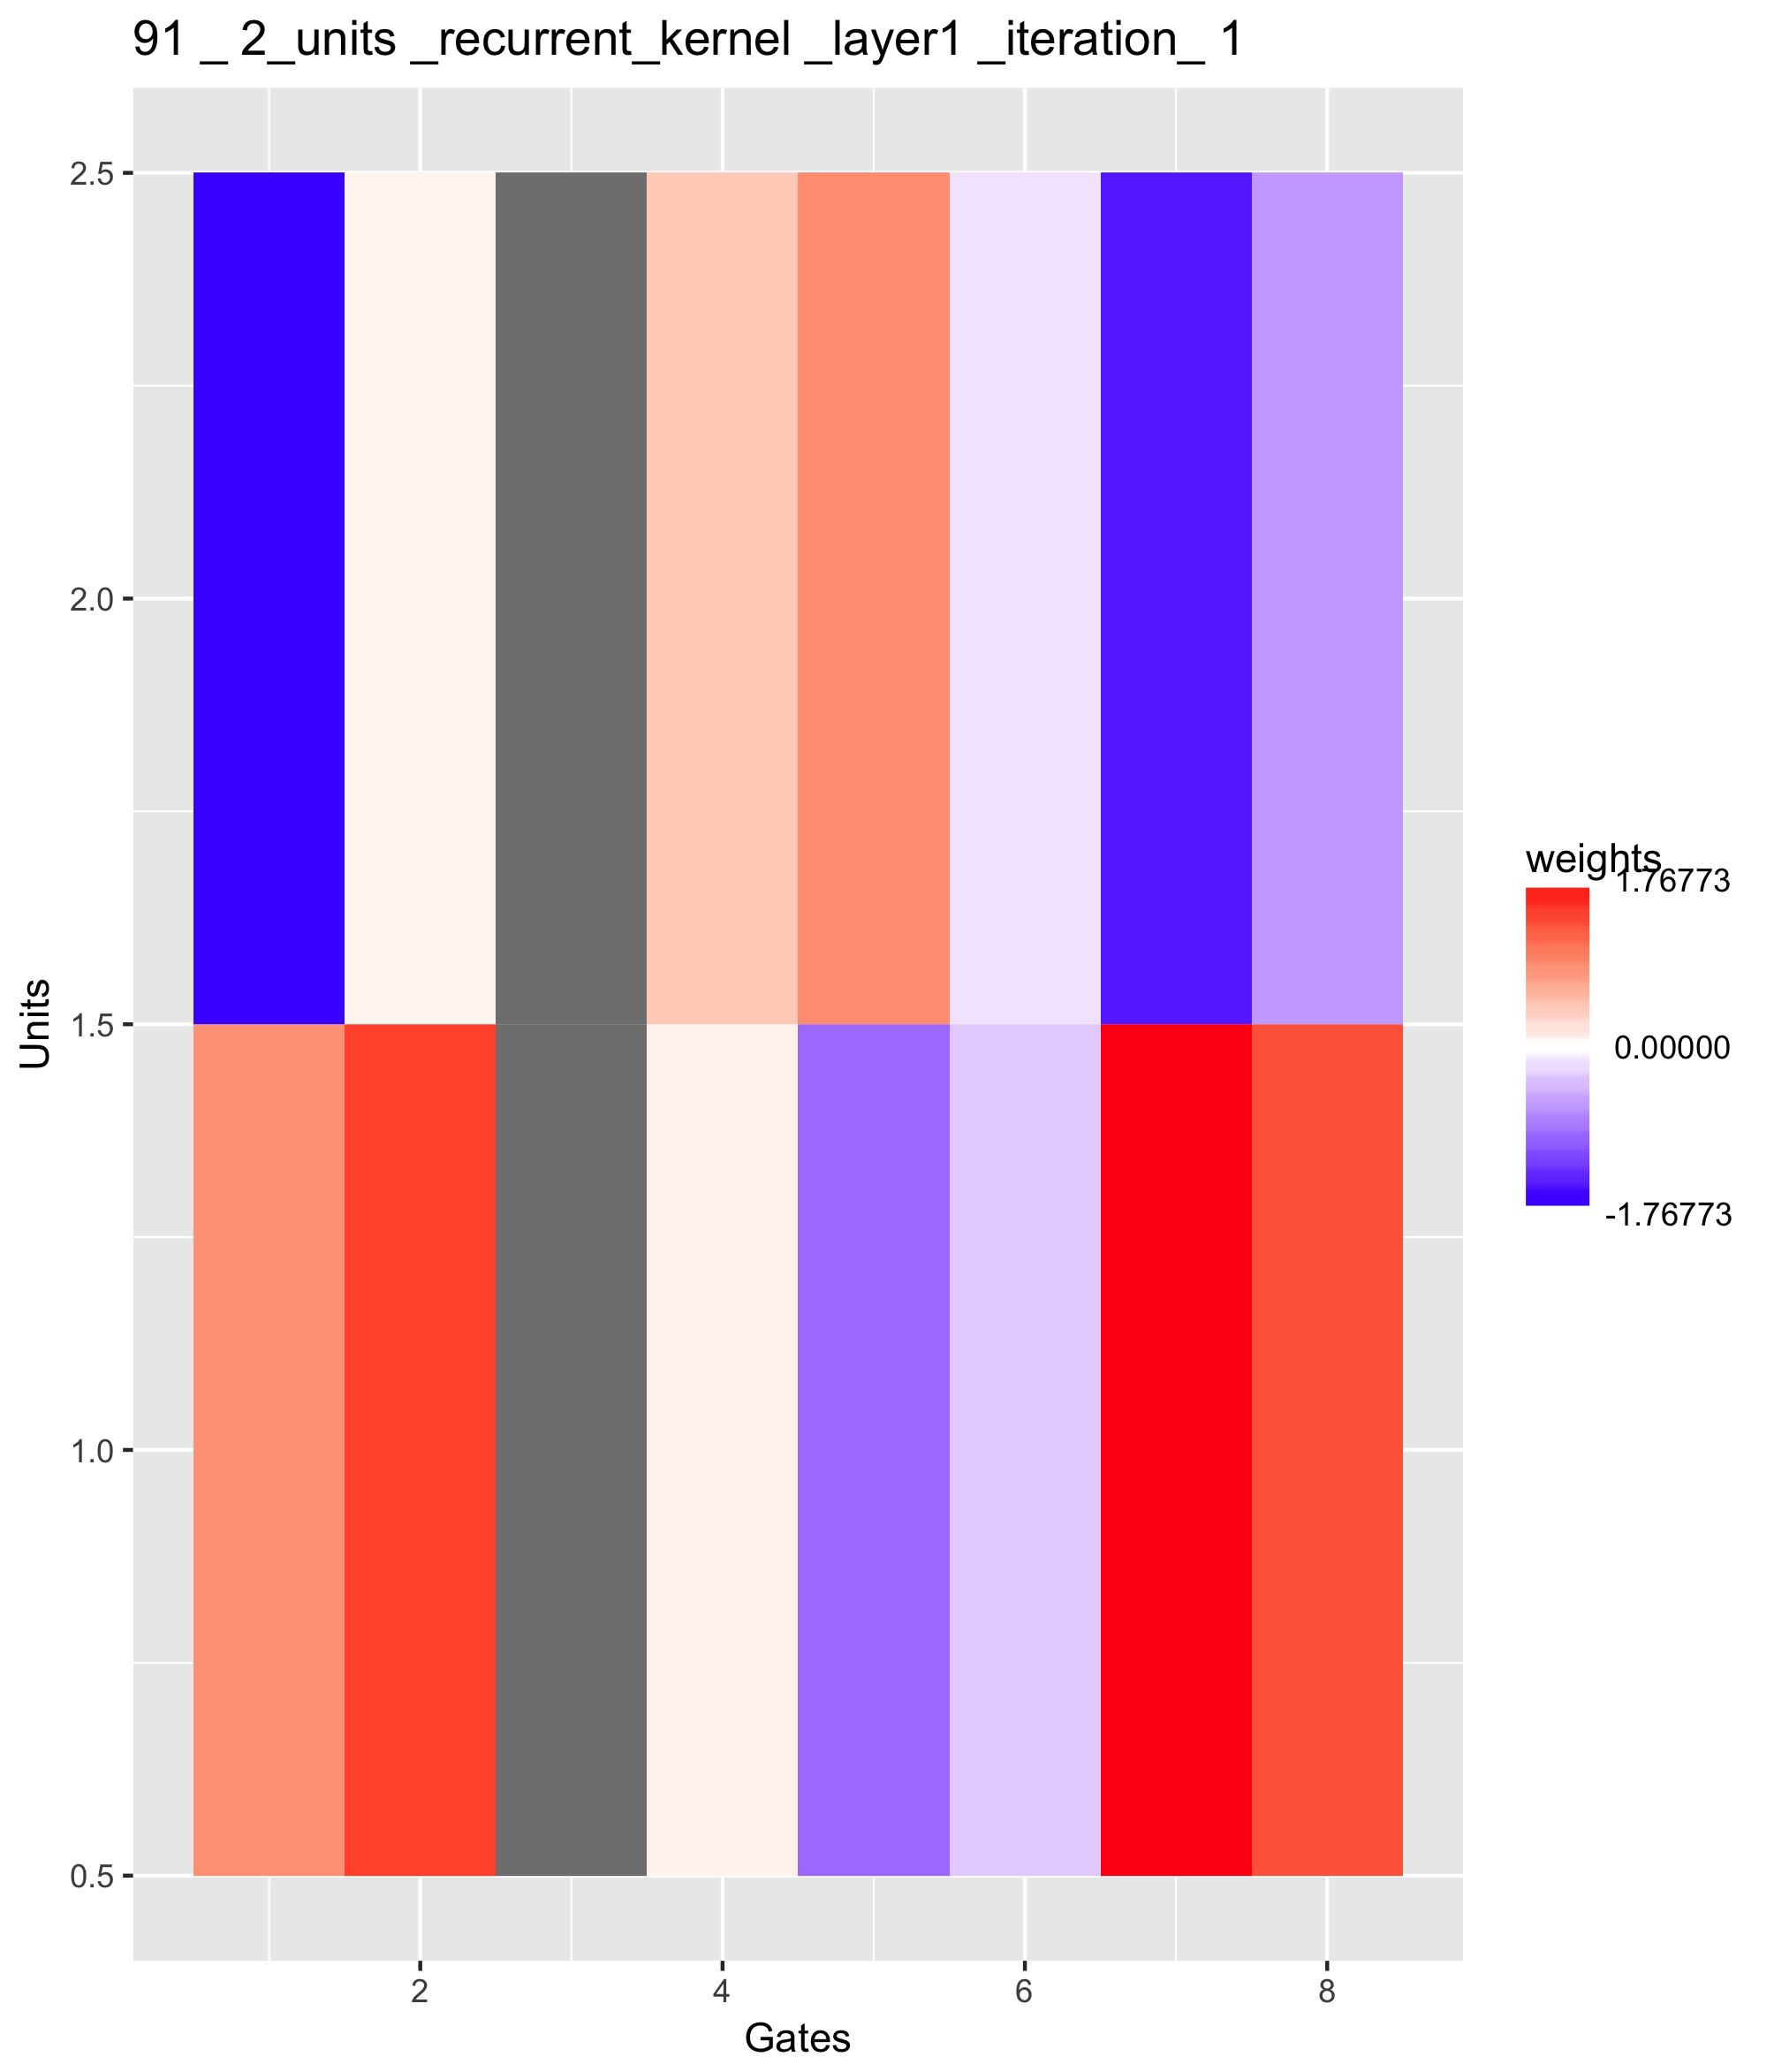 91 _ 2_units _recurrent_kernel _layer1 _iteration_ 1
2.5
2.0
1.5
1.0
0.5
Units
2 4 6 8
Gates
weights
1.76773
0.00000
-1.76773